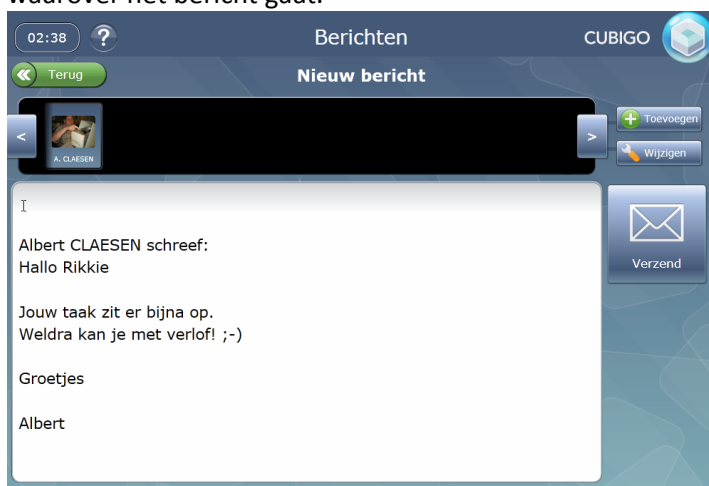 waarover het bericht gaat.
02:38 ? Berichten CUBIGO
Terug Nieuw bericht
< A. CLAESEN >
Toevoegen
Wijzigen
Albert CLAESEN schreef:
Hallo Rikkie
Jouw taak zit er bijna op.
Weldra kan je met verlof! ;-)
Groetjes
Albert
Verzend